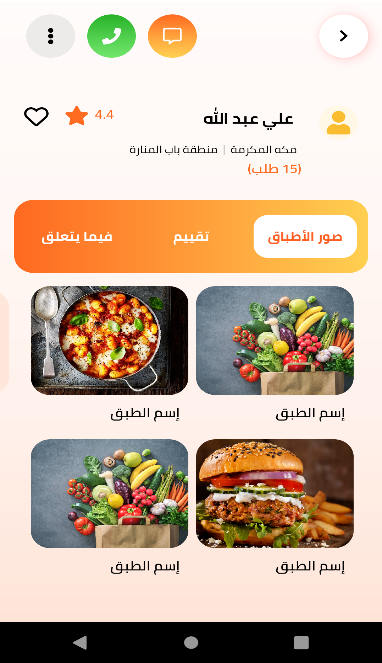 علي عبد الله
4.4
مكه المكرمة | منطقة باب المنارة
(15 طلب)
صور الأطباق
تقييم
فيما يتعلق
إسم الطبق
إسم الطبق
إسم الطبق
إسم الطبق